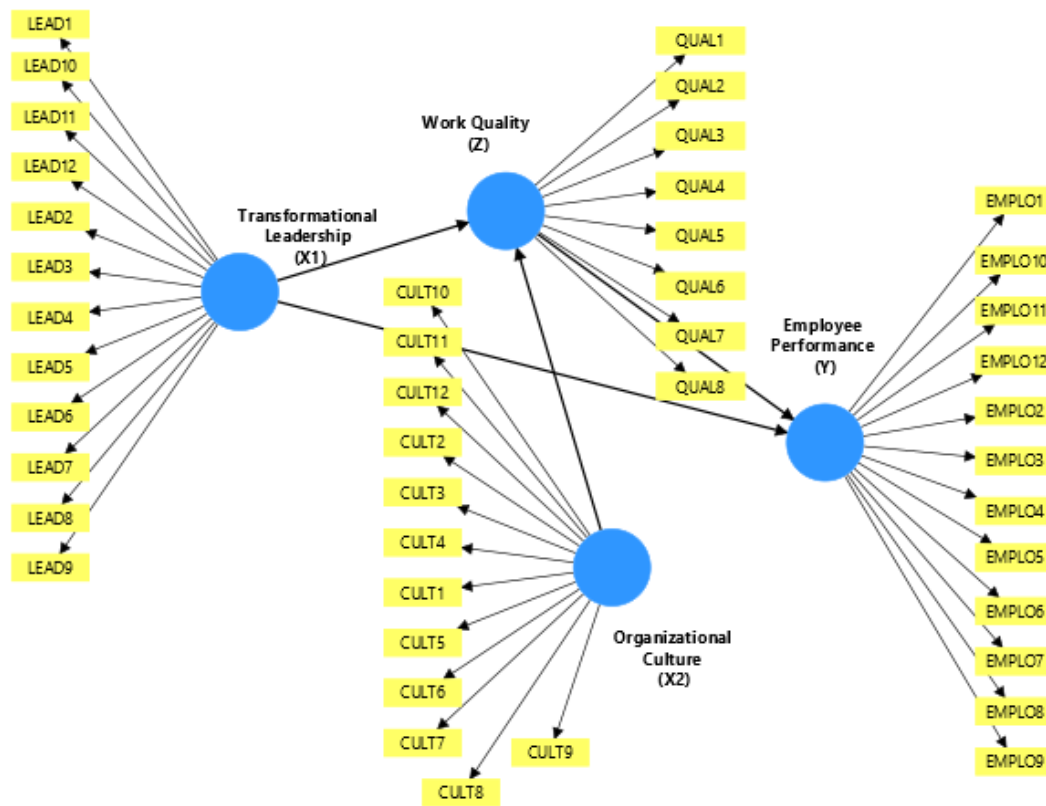 LEAD1
LEAD10
LEAD11
LEAD12
LEAD2
LEAD3
LEAD4
LEAD5
LEAD6
LEAD7
LEAD8
LEAD9
Transformational
Leadership
(X1)
Work Quality
(Z)
QUAL1
QUAL2
QUAL3
QUAL4
QUAL5
QUAL6
QUAL7
QUAL8
CULT10
CULT11
CULT12
CULT2
CULT3
CULT4
CULT1
CULT5
CULT6
CULT7
CULT8
CULT9
Organizational
Culture
(X2)
Employee
Performance
(Y)
EMPLO1
EMPLO10
EMPLO11
EMPLO12
EMPLO2
EMPLO3
EMPLO4
EMPLO5
EMPLO6
EMPLO7
EMPLO8
EMPLO9